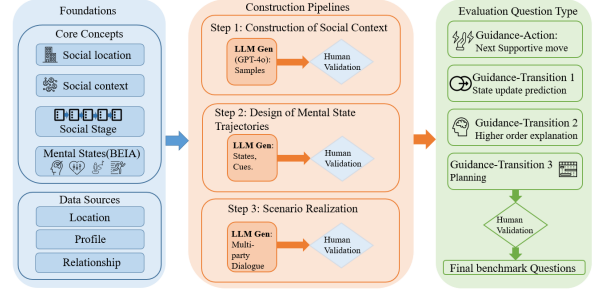 Foundations
Core Concepts
Social location
Social context
Social Stage
Mental States(BEIA)
Data Sources
Location
Profile
Relationship
Construction Pipelines
Step 1: Construction of Social Context
LLM Gen
(GPT-4o):
Samples
Human
Validation
Step 2: Design of Mental State
Trajectories
LLM Gen:
States,
Cues.
Human
Validation
Step 3: Scenario Realization
LLM Gen:
Multi-
party
Dialogue
Human
Validation
Evaluation Question Type
Guidance-Action:
Next Supportive move
Guidance-Transition 1
State update prediction
Guidance-Transition 2
Higher order explanation
Guidance-Transition 3
Planning
Human
Validation
Final benchmark Questions